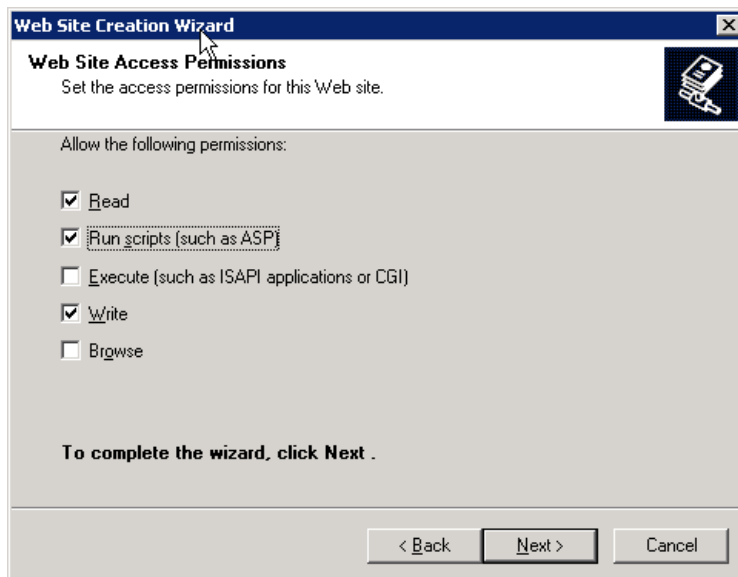 Web Site Creation Wizard
Web Site Access Permissions
Set the access permissions for this Web site.
Allow the following permissions:
Read
Run scripts (such as ASP)
Execute (such as ISAPI applications or CGI)
Write
Browse
To complete the wizard, click Next .
< Back Next > Cancel